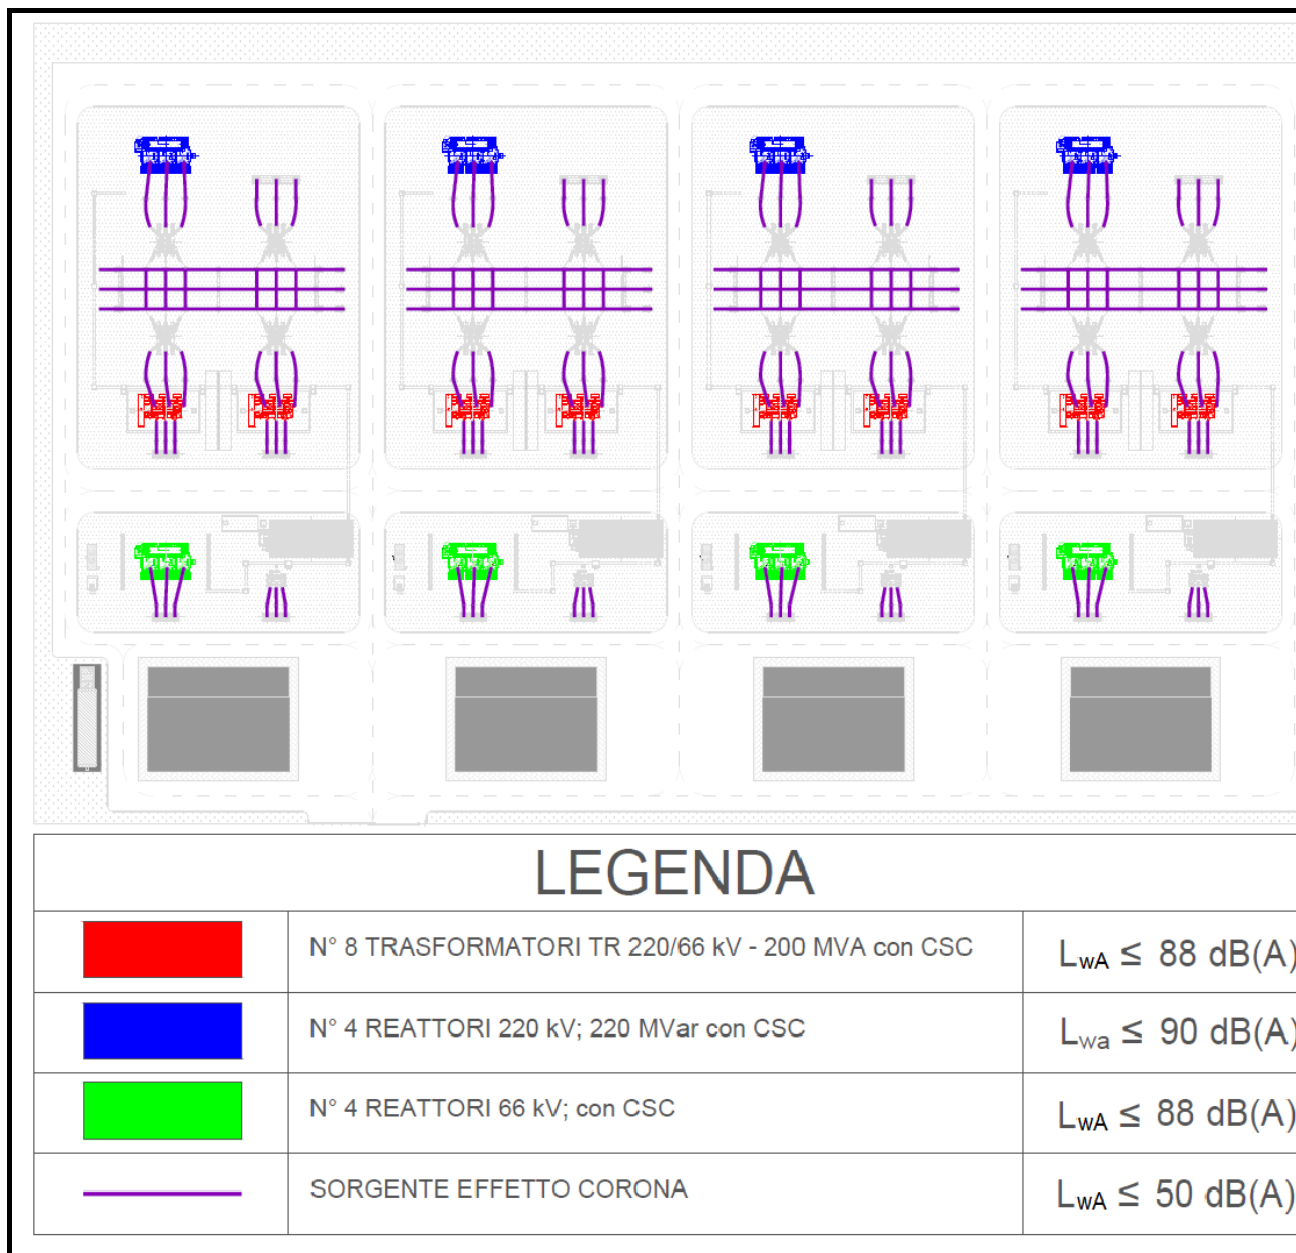 LEGENDA
N° 8 TRASFORMATORI TR 220/66 kV - 200 MVA con CSC
LwA ≤ 88 dB(A)
N° 4 REATTORI 220 kV; 220 MVar con CSC
Lwa ≤ 90 dB(A)
N° 4 REATTORI 66 kV; con CSC
LwA ≤ 88 dB(A)
SORGENTE EFFETTO CORONA
LwA ≤ 50 dB(A)